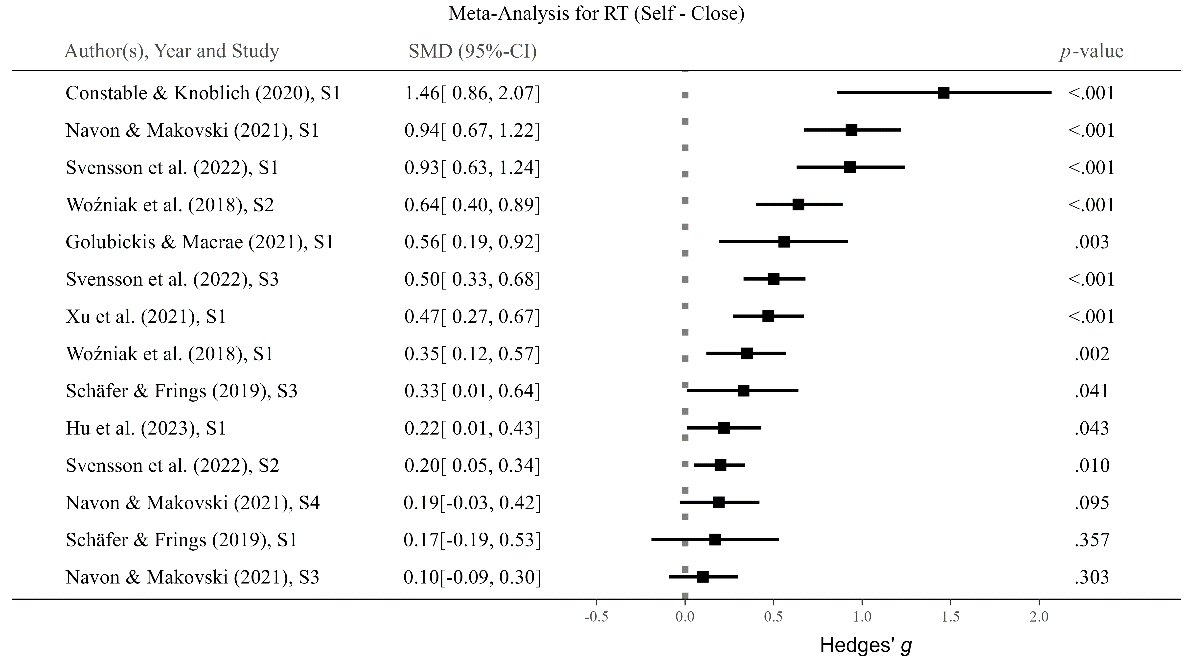 Meta-Analysis for RT (Self - Close)
Author(s), Year and Study SMD (95%-CI) p-value
Constable & Knoblich (2020), S1 1.46[ 0.86, 2.07] <.001
Navon & Makovski (2021), S1 0.94[ 0.67, 1.22] <.001
Svensson et al. (2022), S1 0.93[ 0.63, 1.24] <.001
Woźniak et al. (2018), S2 0.64[ 0.40, 0.89] <.001
Golubickis & Macrae (2021), S1 0.56[ 0.19, 0.92] .003
Svensson et al. (2022), S3 0.50[ 0.33, 0.68] <.001
Xu et al. (2021), S1 0.47[ 0.27, 0.67] <.001
Woźniak et al. (2018), S1 0.35[ 0.12, 0.57] .002
Schäfer & Frings (2019), S3 0.33[ 0.01, 0.64] .041
Hu et al. (2023), S1 0.22[ 0.01, 0.43] .043
Svensson et al. (2022), S2 0.20[ 0.05, 0.34] .010
Navon & Makovski (2021), S4 0.19[-0.03, 0.42] .095
Schäfer & Frings (2019), S1 0.17[-0.19, 0.53] .357
Navon & Makovski (2021), S3 0.10[-0.09, 0.30] .303
-0.5 0.0 0.5 1.0 1.5 2.0
Hedges' g